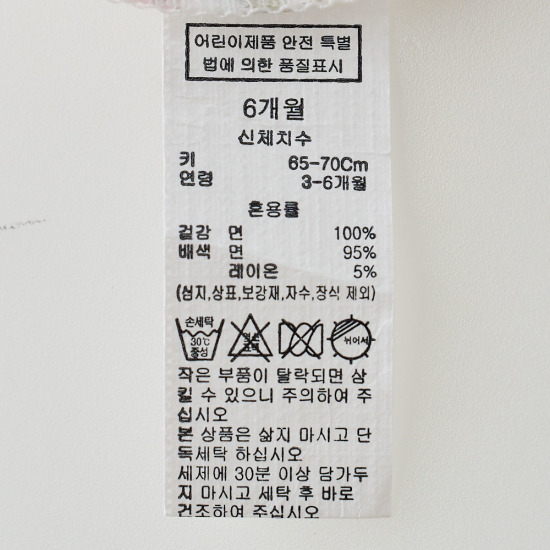 어린이제품 안전 특별
법에 의한 품질표시
6개월
신체치수
키 65-70Cm
연령 3-6개월
혼용률
겉감 면 100%
배색 면 95%
레이온 5%
(심지,상표,보강재,자수,장식 제외)
손세탁
30℃
중성
염소
표백
뉘어서
작은 부품이 탈락되면 삼
킬 수 있으니 주의하여 주
십시오
본 상품은 삶지 마시고 단
독세탁 하십시오
세제에 30분 이상 담가두
지 마시고 세탁 후 바로
건조하여 주십시오